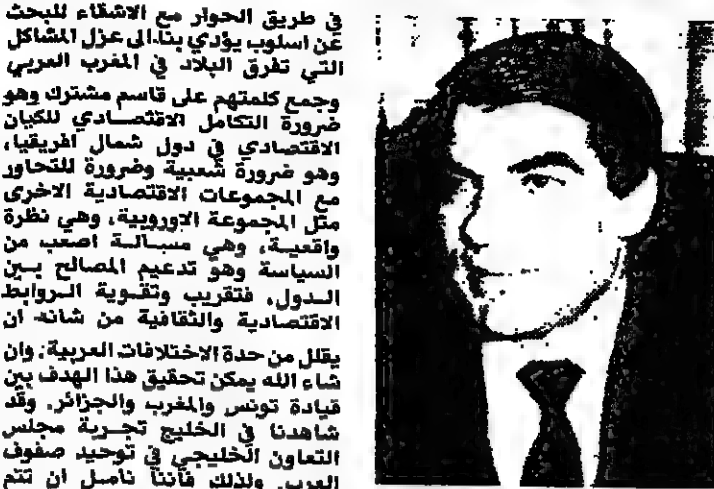 في طريق الحوار مع الاشقاء للبحث
عن اسلوب يؤدي بنا الى عزل المشاكل
التي تفرق البلاد في المغرب العربي
وجمع كلمتهم على قاسم مشترك وهو
ضرورة التكامل الاقتصادي للكيان
الاقتصادي في دول شمال افريقيا،
وهو ضرورة شعبية وضرورة للتحاور
مع المجموعات الاقتصادية الاخرى
مثل المجموعة الاوروبية، وهي نظرة
واقعية، وهي مسالة اصعب من
السياسة وهو تدعيم المصالح بين
الدول، فتقريب وتقوية الروابط
الاقتصادية والثقافية من شانه ان
يقلل من حدة الاختلافات العربية، وان
شاء الله يمكن تحقيق هذا الهدف بين
قيادة تونس والمغرب والجزائر. وقد
شاهدنا في الخليج تجربة مجلس
التعاون الخليجي في توحيد صفوف
العرب. ولذلك فاننا نامل ان تتم